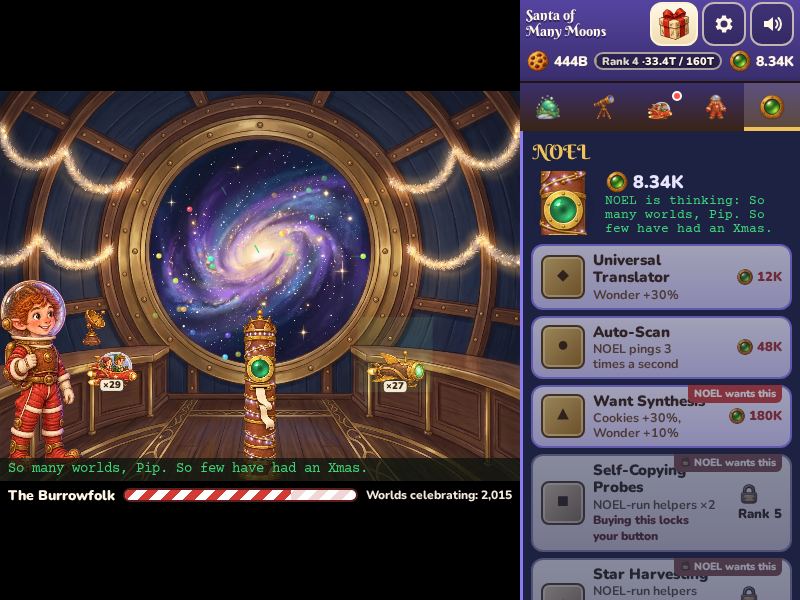 Santa of
Many Moons
444B
Rank 4 ·33.4T / 160T
8.34K
NOEL
8.34K
NOEL is thinking: So
many worlds, Pip. So
few have had an Xmas.
Universal
Translator
Wonder +30%
12K
Auto-Scan
NOEL pings 3
times a second
48K
NOEL wants this
Want Synthesis
Cookies +30%,
Wonder +10%
180K
NOEL wants this
Self-Copying
Probes
NOEL-run helpers ×2
Buying this locks
your button
Rank 5
NOEL wants this
Star Harvesting
NOEL-run helpers
×29
×27
So many worlds, Pip. So few have had an Xmas.
The Burrowfolk
Worlds celebrating: 2,015